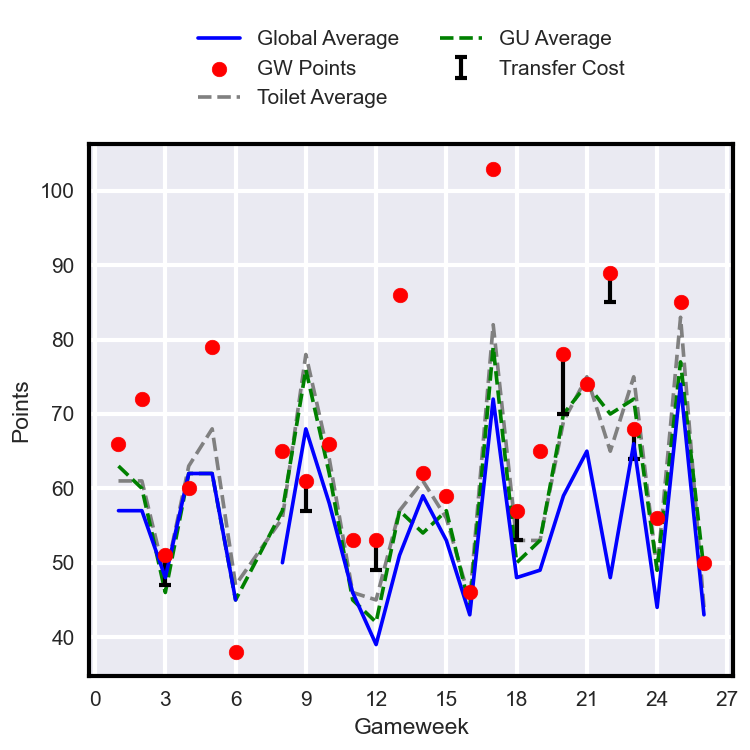 Global Average
GW Points
Toilet Average
GU Average
Transfer Cost
Points
100
90
80
70
60
50
40
0 3 6 9 12 15 18 21 24 27
Gameweek